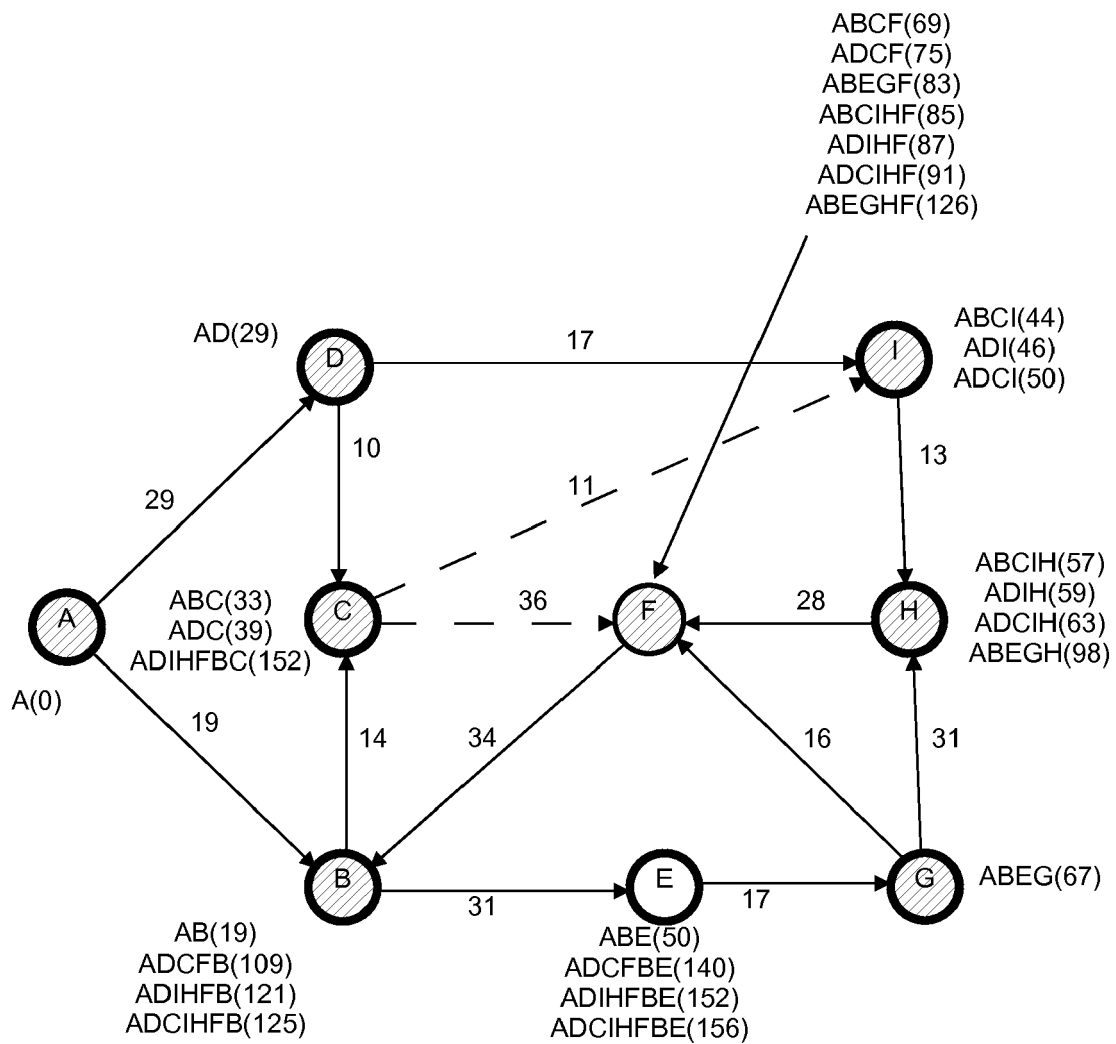 ABCF(69)
ADCF(75)
ABEGF(83)
ABCIHF(85)
ADIHF(87)
ADCIHF(91)
ABEGHF(126)
AD(29)
D
17
I
ABCI(44)
ADI(46)
ADCI(50)
10
13
11
29
A
A(0)
ABC(33)
ADC(39)
ADIHFBC(152)
C
36
F
28
H
ABCIH(57)
ADIH(59)
ADCIH(63)
ABEGH(98)
19
14
34
16
31
B
31
E
17
G
ABEG(67)
AB(19)
ADCFB(109)
ADIHFB(121)
ADCIHFB(125)
ABE(50)
ADCFBE(140)
ADIHFBE(152)
ADCIHFBE(156)